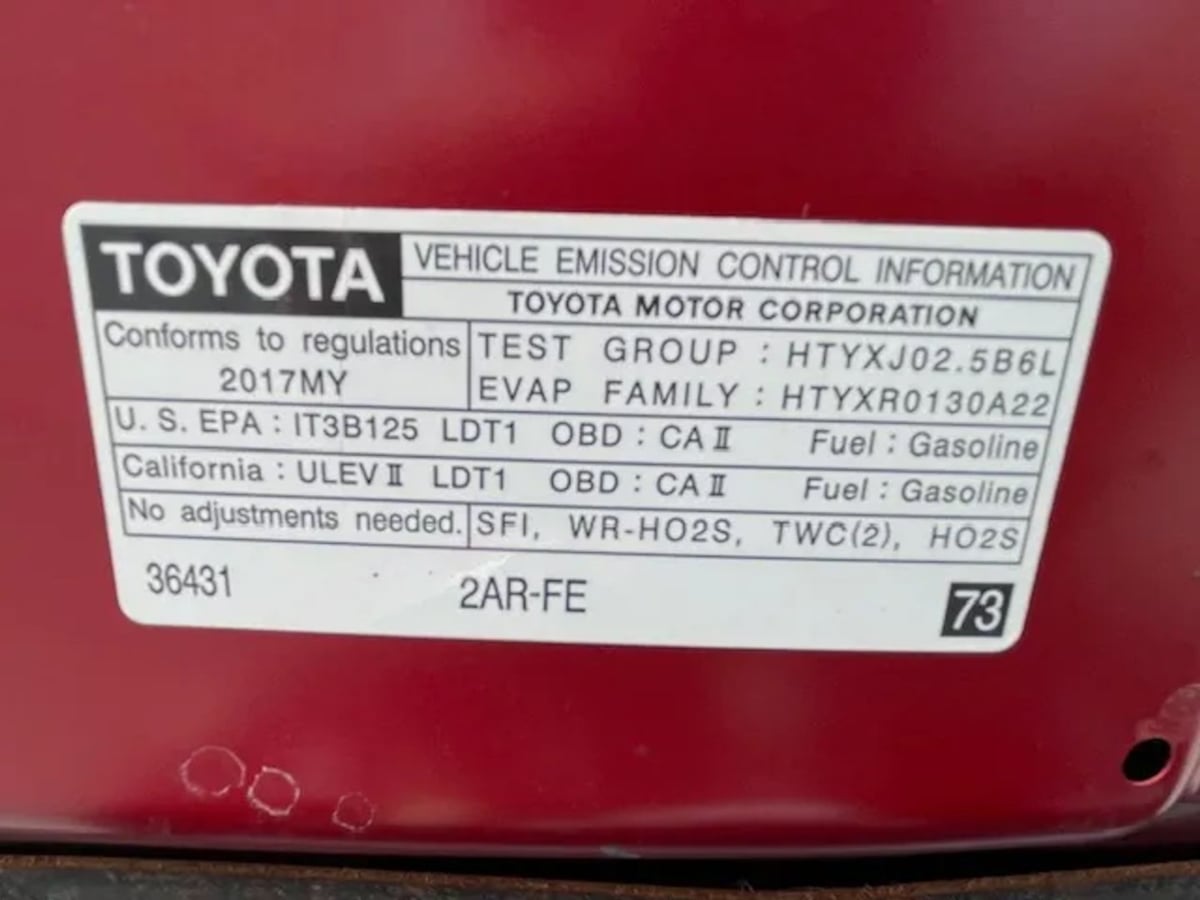 TOYOTA VEHICLE EMISSION CONTROL INFORMATION
TOYOTA MOTOR CORPORATION
Conforms to regulations
2017MY
TEST GROUP : HTYXJ02.5B6L
EVAP FAMILY : HTYXR0130A22
U. S. EPA : IT3B125 LDT1 OBD : CA II Fuel : Gasoline
California : ULEV II LDT1 OBD : CA II Fuel : Gasoline
No adjustments needed. SFI, WR-HO2S, TWC(2), HO2S
36431 2AR-FE 73